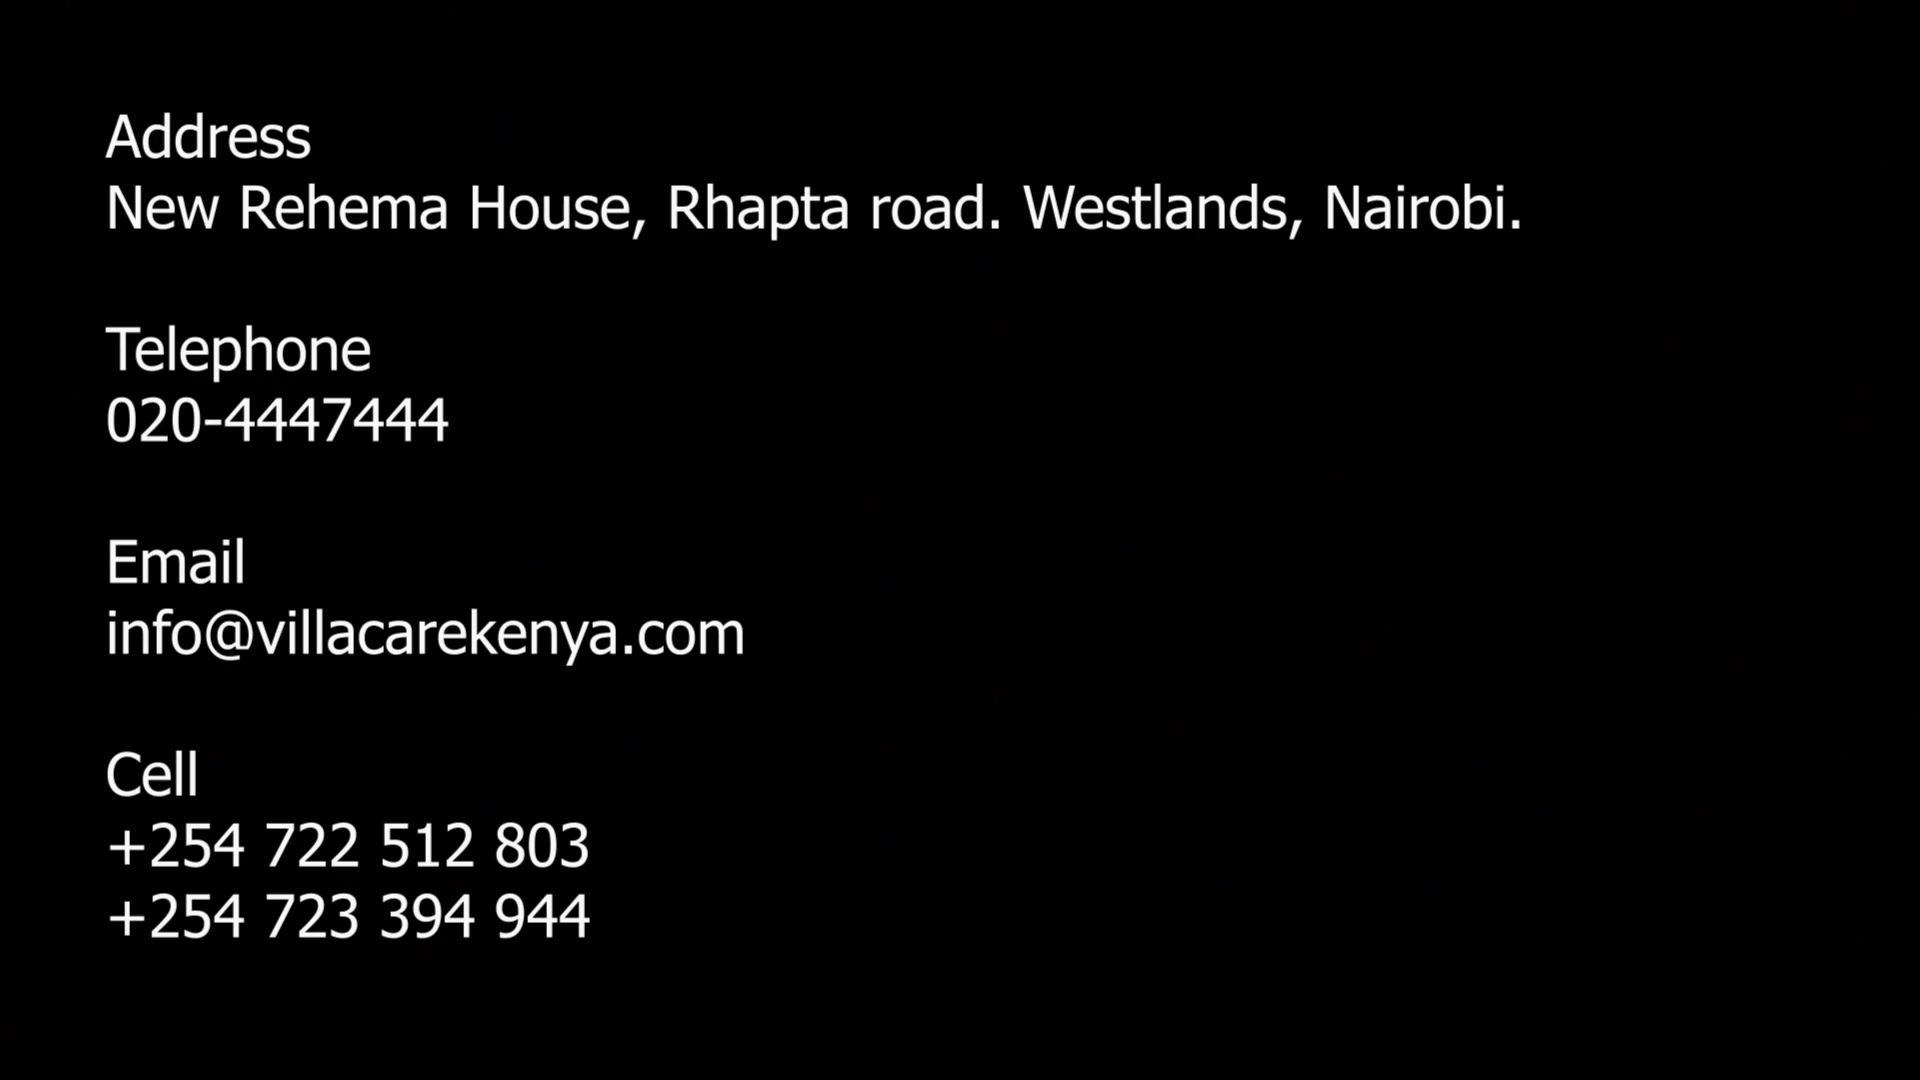 Address
New Rehema House, Rhapta road. Westlands, Nairobi.
Telephone
020-4447444
Email
info@villacarekenya.com
Cell
+254 722 512 803
+254 723 394 944